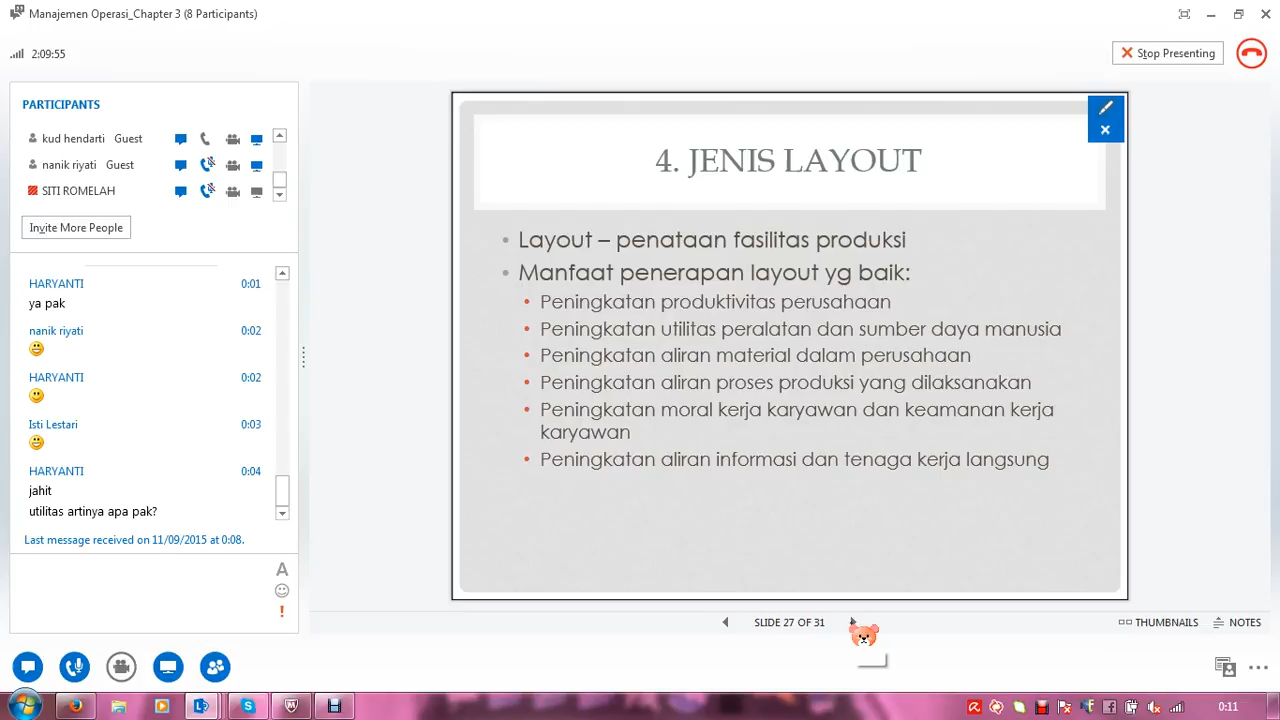 Manajemen Operasi_Chapter 3 (8 Participants)
2:09:55
Stop Presenting
PARTICIPANTS
kud hendarti Guest
nanik riyati Guest
SITI ROMELAH
Invite More People
HARYANTI 0:01
ya pak
nanik riyati 0:02
HARYANTI 0:02
Isti Lestari 0:03
HARYANTI 0:04
jahit
utilitas artinya apa pak?
Last message received on 11/09/2015 at 0:08.
A
4. JENIS LAYOUT
• Layout – penataan fasilitas produksi
• Manfaat penerapan layout yg baik:
• Peningkatan produktivitas perusahaan
• Peningkatan utilitas peralatan dan sumber daya manusia
• Peningkatan aliran material dalam perusahaan
• Peningkatan aliran proses produksi yang dilaksanakan
• Peningkatan moral kerja karyawan dan keamanan kerja
karyawan
• Peningkatan aliran informasi dan tenaga kerja langsung
SLIDE 27 OF 31
THUMBNAILS
NOTES
0:11